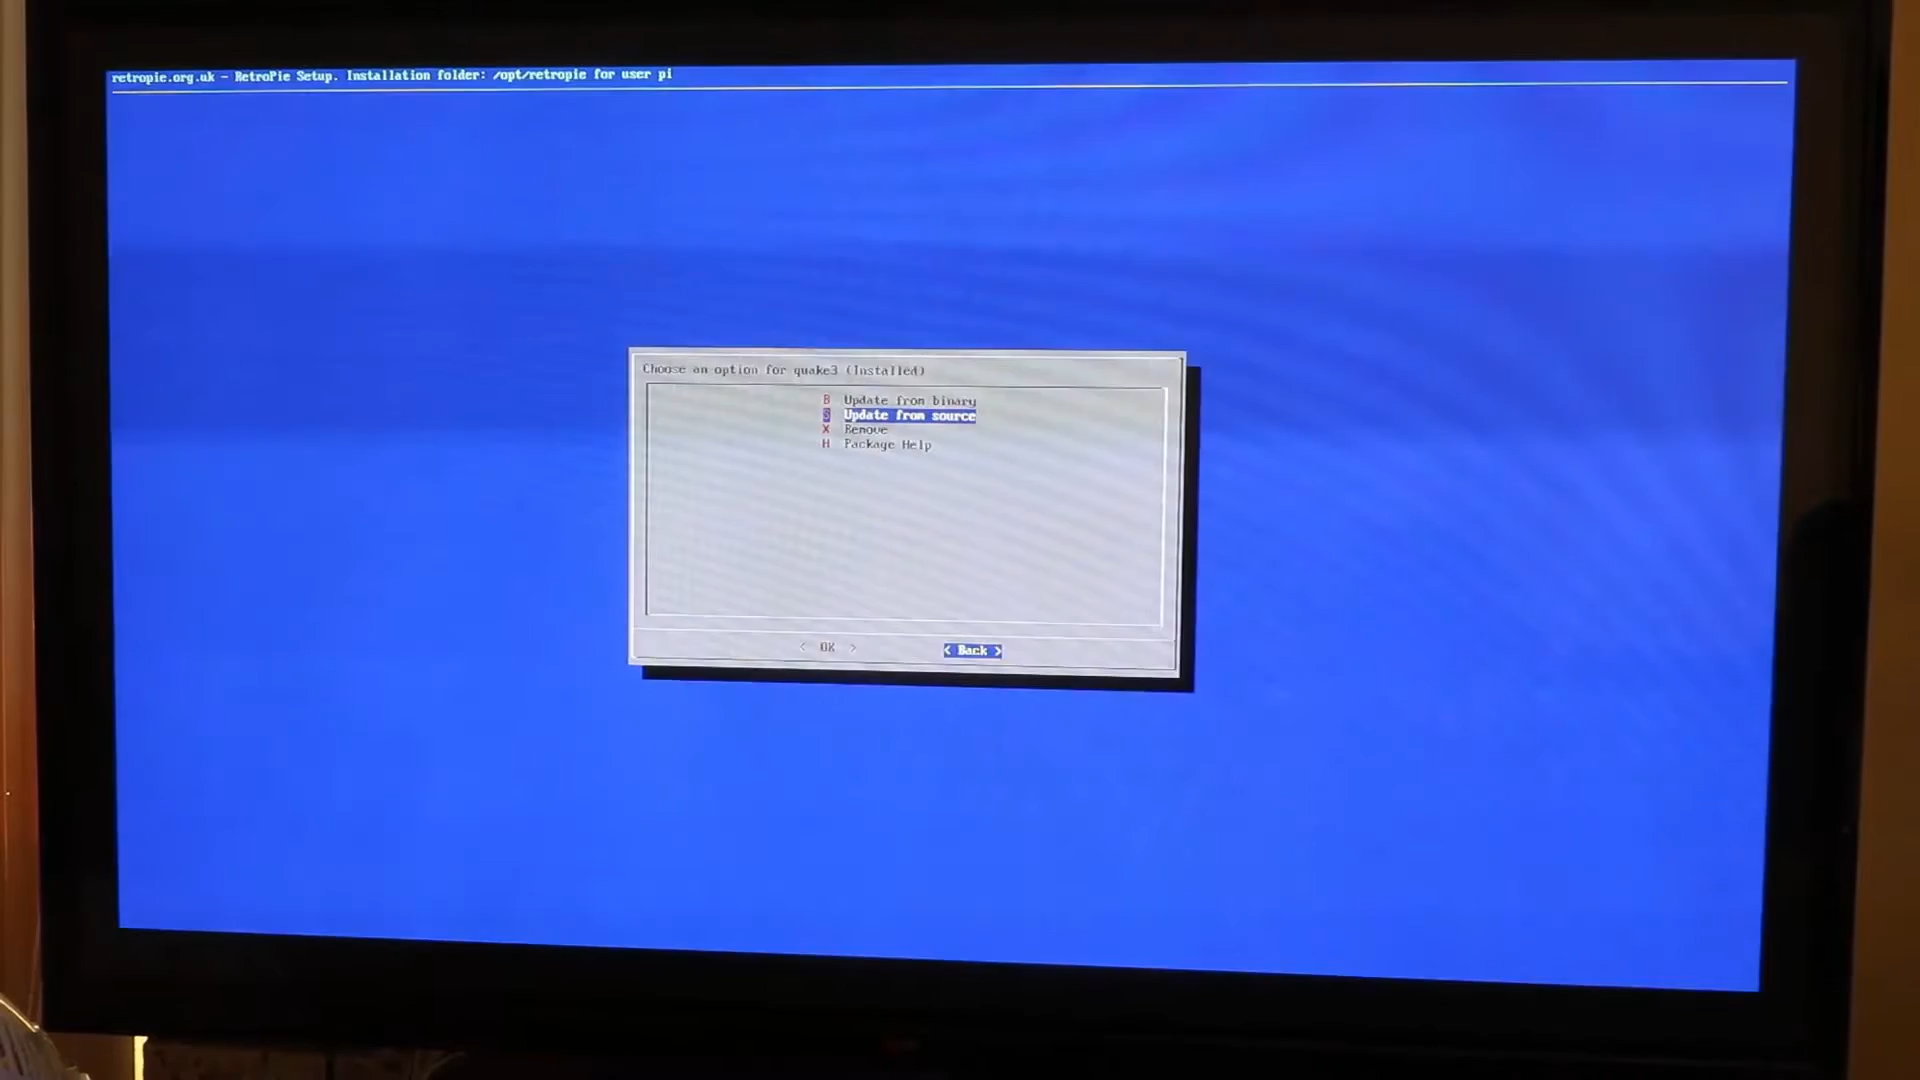 retropie.org.uk - RetroPie Setup. Installation folder: /opt/retropie for user pi
Choose an option for quake3 (Installed)
B Update from binary
S Update from source
X Remove
H Package Help
< OK > < Back >